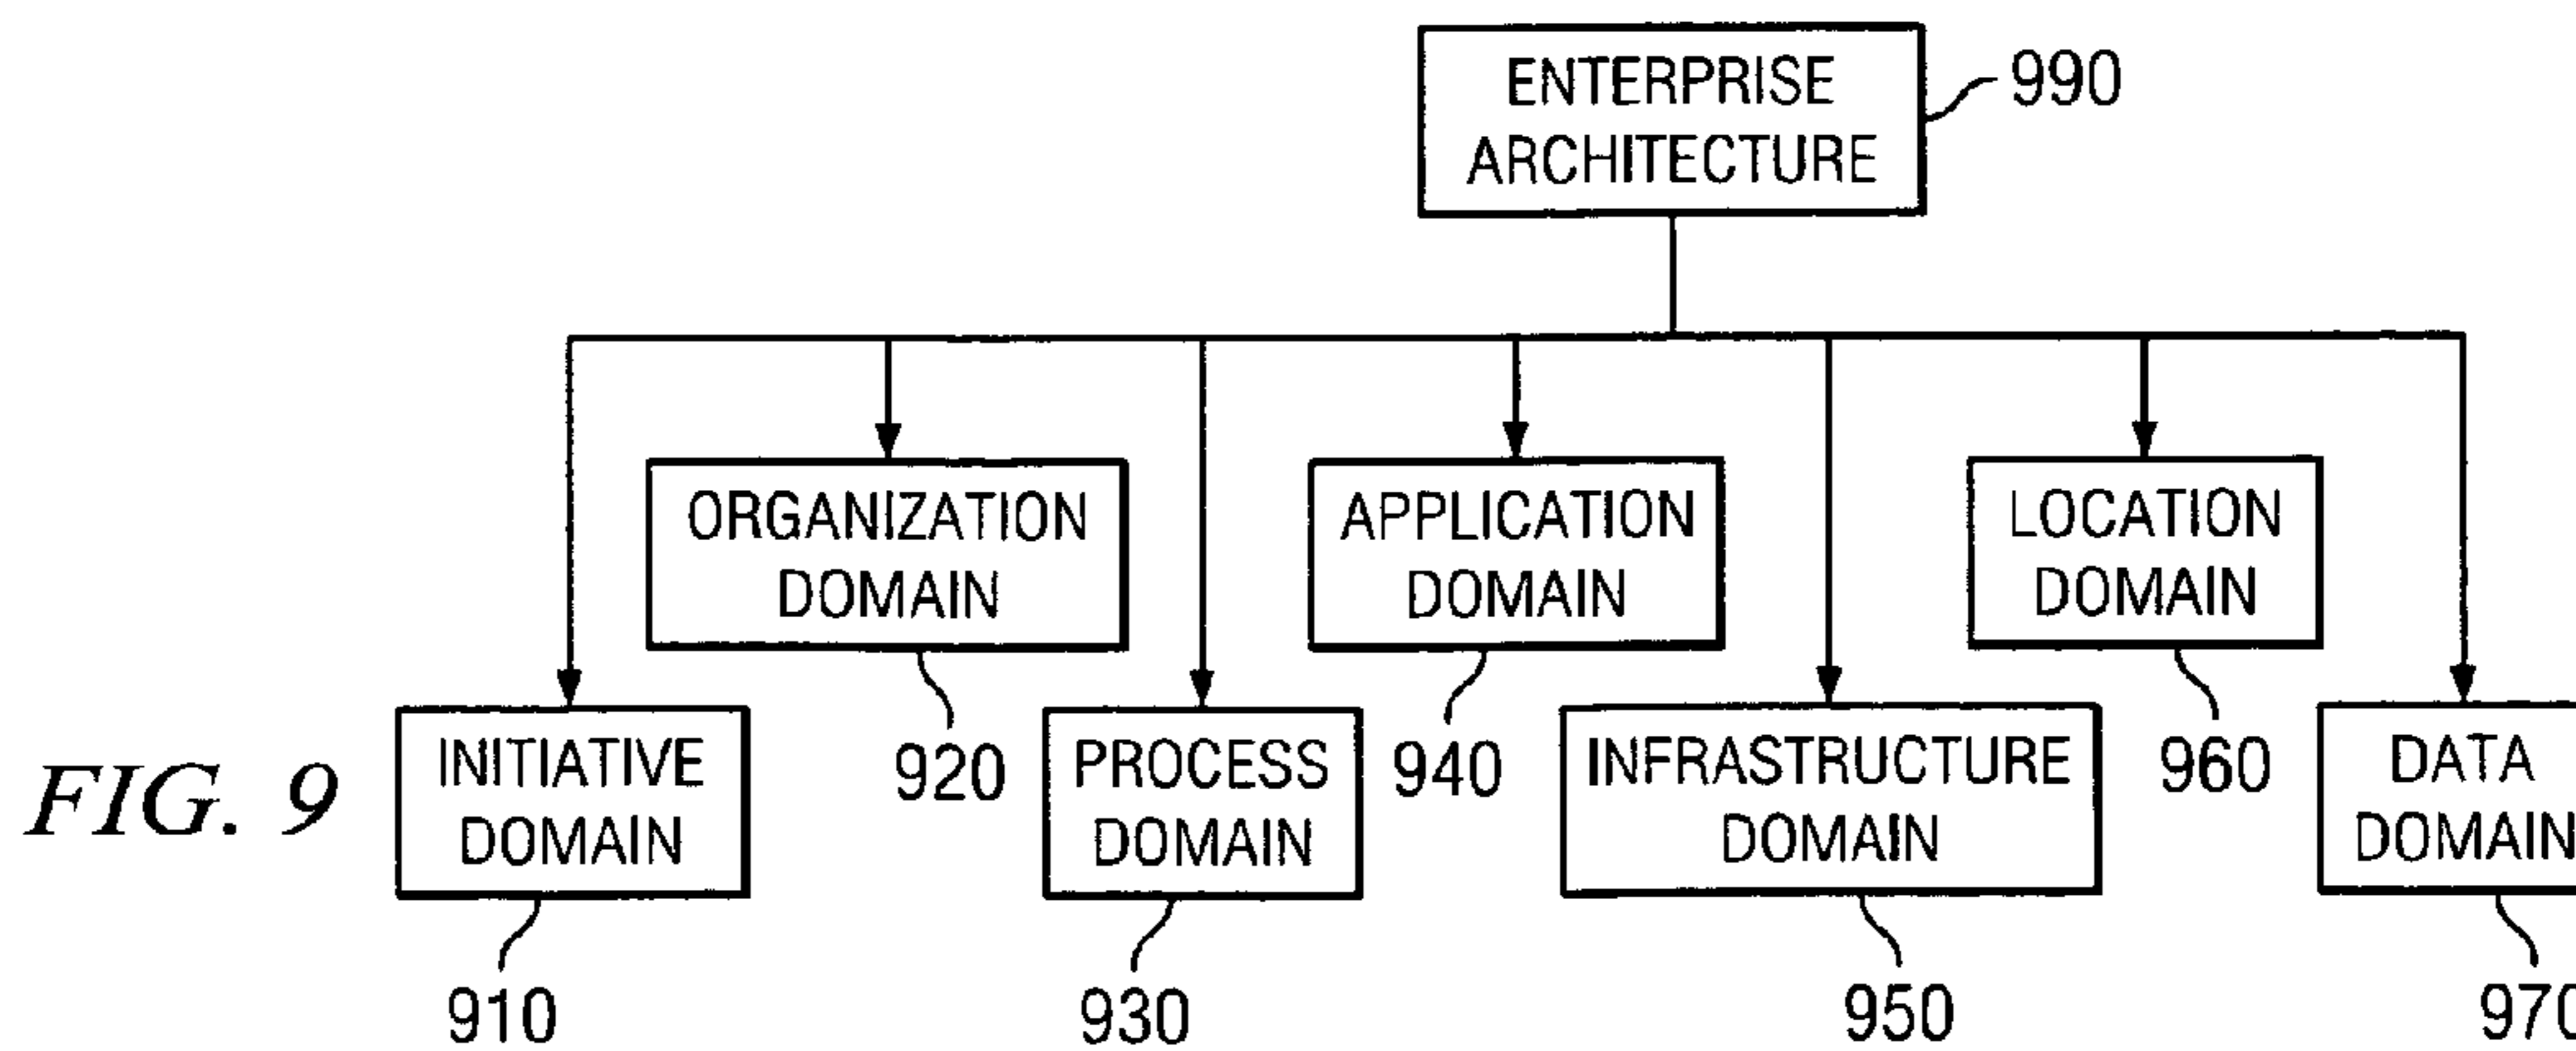 ENTERPRISE
ARCHITECTURE
990
ORGANIZATION
DOMAIN
920
APPLICATION
DOMAIN
940
LOCATION
DOMAIN
960
FIG. 9
INITIATIVE
DOMAIN
910
PROCESS
DOMAIN
930
INFRASTRUCTURE
DOMAIN
950
DATA
DOMAIN
970